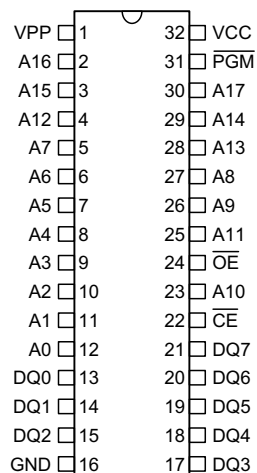 VPP 1 32 VCC
A16 2 31 PGM
A15 3 30 A17
A12 4 29 A14
A7 5 28 A13
A6 6 27 A8
A5 7 26 A9
A4 8 25 A11
A3 9 24 OE
A2 10 23 A10
A1 11 22 CE
A0 12 21 DQ7
DQ0 13 20 DQ6
DQ1 14 19 DQ5
DQ2 15 18 DQ4
GND 16 17 DQ3